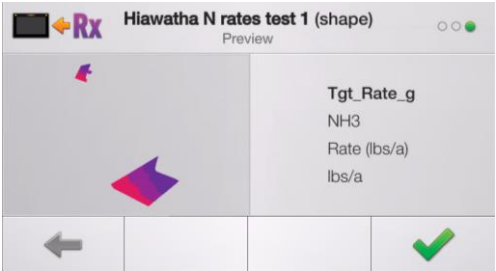 Rx
Hiawatha N rates test 1 (shape)
Preview
Tgt_Rate_g
NH3
Rate (lbs/a)
lbs/a